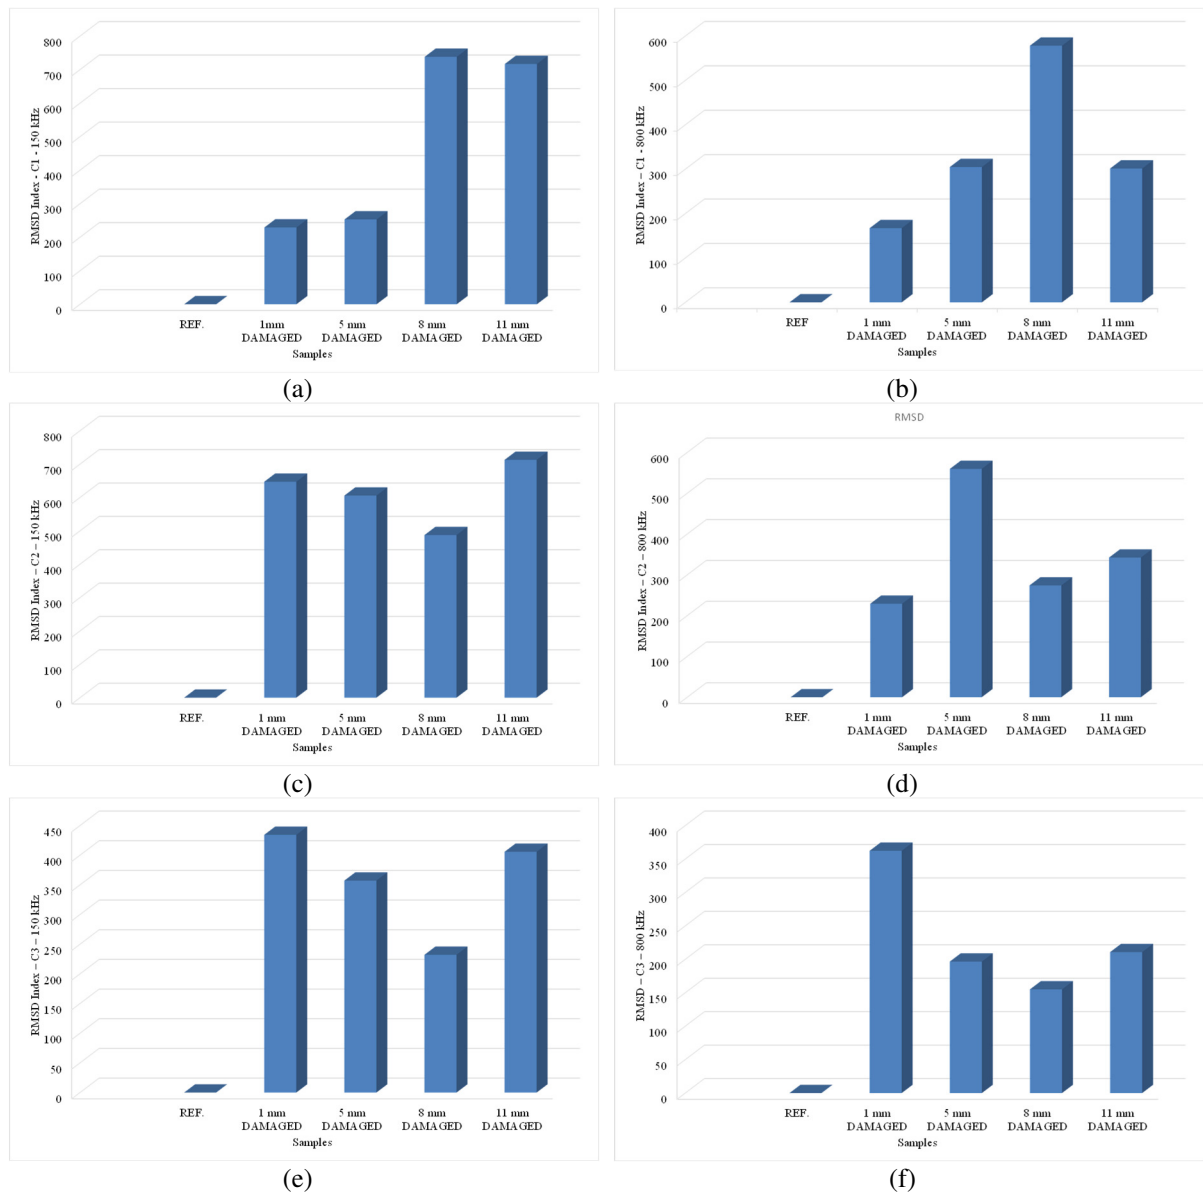 RMSD Index - C1 - 150 kHz
800
700
600
500
400
300
200
100
0
REF.
1mm
DAMAGED
5 mm
DAMAGED
8 mm
DAMAGED
11 mm
DAMAGED
Samples
(a)
RMSD Index – C1 - 800 kHz
600
500
400
300
200
100
0
REF
1 mm
DAMAGED
5 mm
DAMAGED
8 mm
DAMAGED
11 mm
DAMAGED
Samples
(b)
RMSD Index – C2 – 150 kHz
800
700
600
500
400
300
200
100
0
REF.
1 mm
DAMAGED
5 mm
DAMAGED
8 mm
DAMAGED
11 mm
DAMAGED
Samples
(c)
RMSD
RMSD Index – C2 – 800 kHz
600
500
400
300
200
100
0
REF.
1 mm
DAMAGED
5 mm
DAMAGED
8 mm
DAMAGED
11 mm
DAMAGED
Samples
(d)
RMSD Index – C3 – 150 kHz
450
400
350
300
250
200
150
100
50
0
REF.
1 mm
DAMAGED
5 mm
DAMAGED
8 mm
DAMAGED
11 mm
DAMAGED
Samples
(e)
RMSD – C3 – 800 kHz
400
350
300
250
200
150
100
50
0
REF.
1 mm
DAMAGED
5 mm
DAMAGED
8 mm
DAMAGED
11 mm
DAMAGED
Samples
(f)